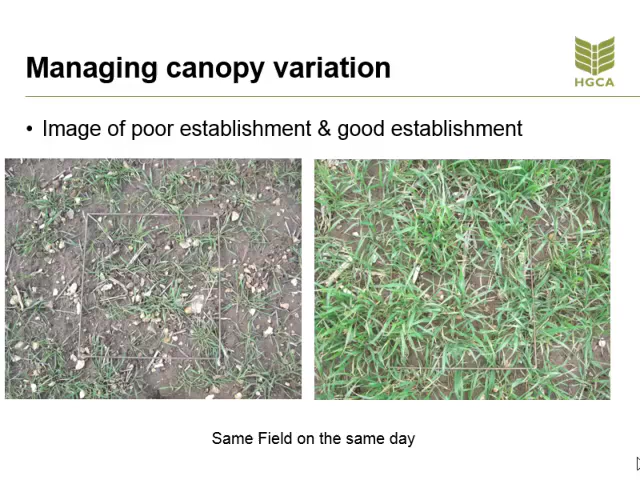 Managing canopy variation
HGCA
• Image of poor establishment & good establishment
Same Field on the same day